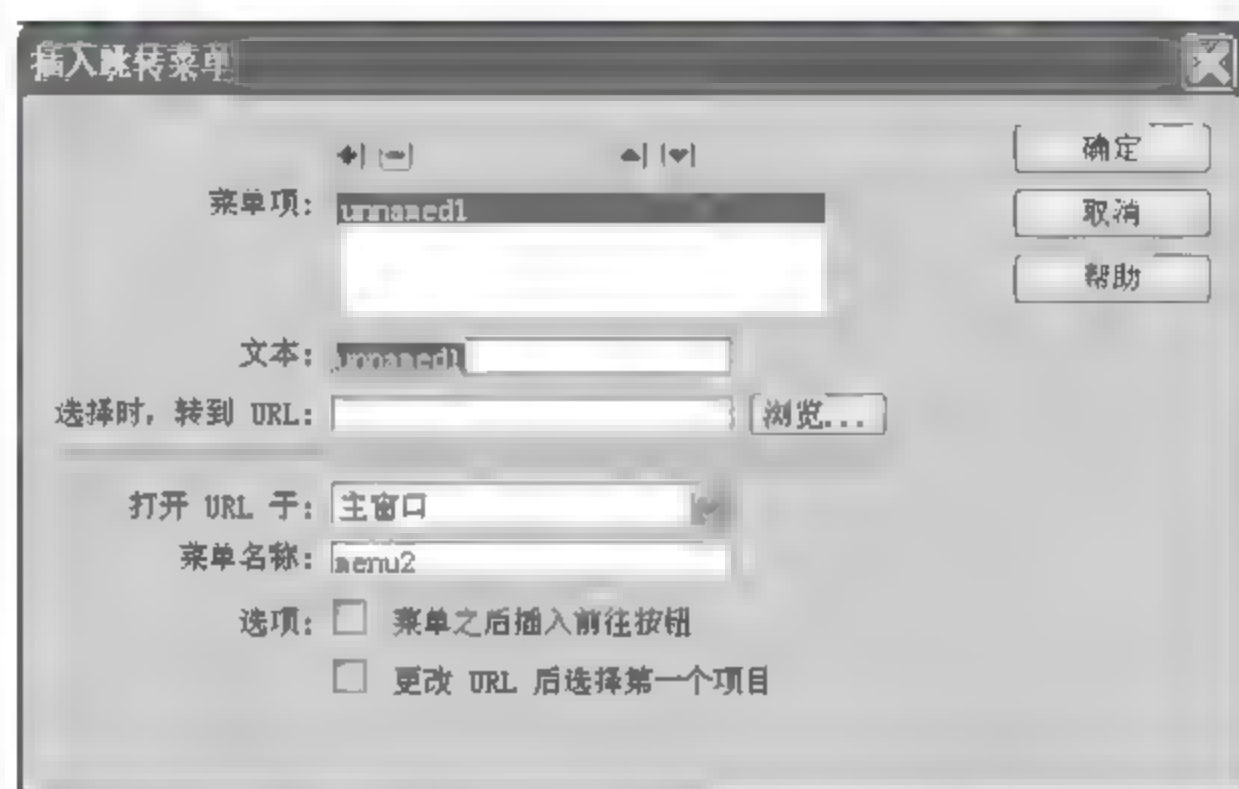 插入跳转菜单
确定
菜单项: unnamed1
取消
帮助
文本: unnamed1
选择时, 转到 URL: 浏览...
打开 URL 于: 主窗口
菜单名称: menu2
选项: 菜单之后插入前往按钮
更改 URL 后选择第一个项目